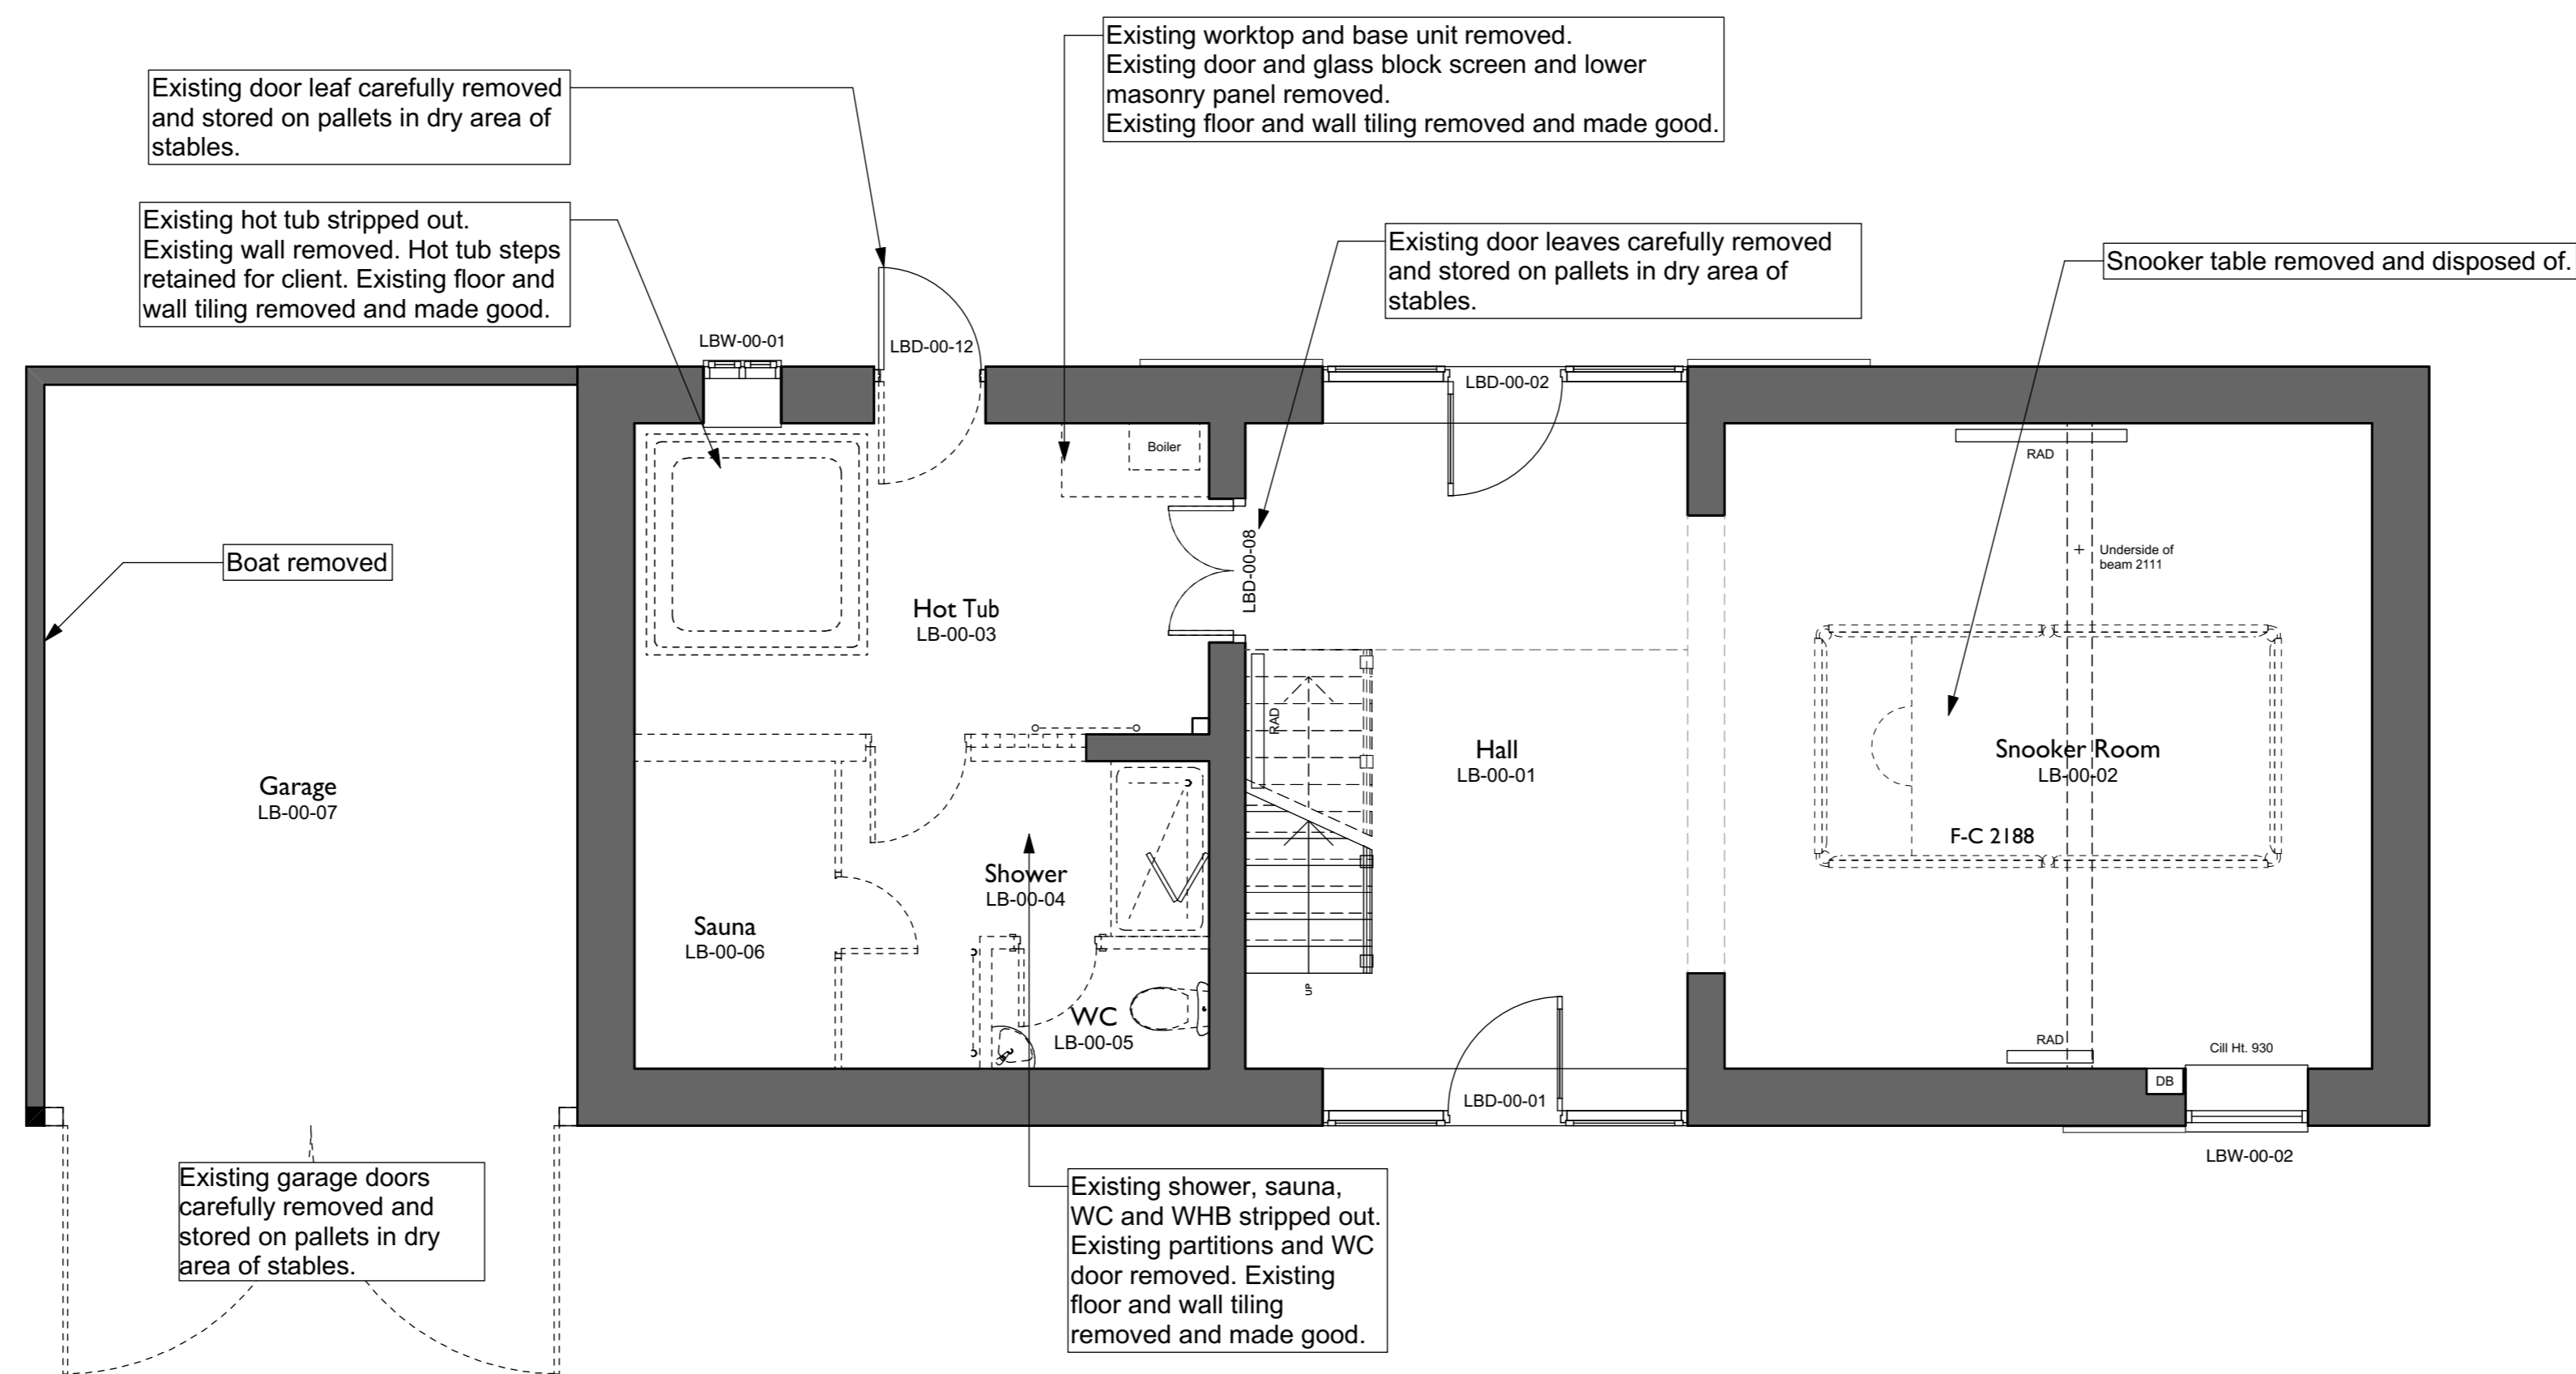 Existing worktop and base unit removed.
Existing door and glass block screen and lower
masonry panel removed.
Existing floor and wall tiling removed and made good.
Existing door leaf carefully removed
and stored on pallets in dry area of
stables.
Existing hot tub stripped out.
Existing wall removed. Hot tub steps
retained for client. Existing floor and
wall tiling removed and made good.
Existing door leaves carefully removed
and stored on pallets in dry area of
stables.
Snooker table removed and disposed of.
LBW-00-01
LBD-00-12
LBD-00-02
Boiler
RAD
LBD-00-08
Underside of
beam 2111
Boat removed
Hot Tub
LB-00-03
RAD
Hall
LB-00-01
Snooker Room
LB-00-02
Garage
LB-00-07
F-C 2188
Shower
LB-00-04
Sauna
LB-00-06
UP
WC
LB-00-05
RAD
Cill Ht. 930
DB
LBD-00-01
LBW-00-02
Existing garage doors
carefully removed and
stored on pallets in dry
area of stables.
Existing shower, sauna,
WC and WHB stripped out.
Existing partitions and WC
door removed. Existing
floor and wall tiling
removed and made good.